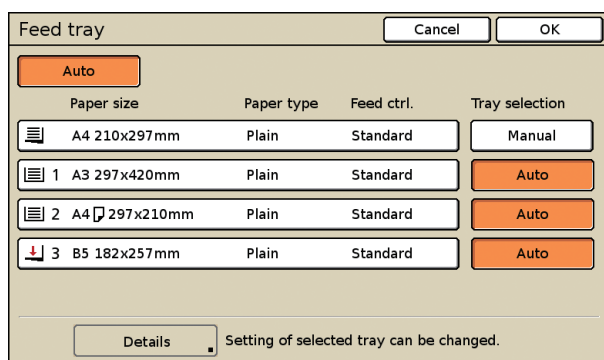 Feed tray Cancel OK
Auto
Paper size Paper type Feed ctrl. Tray selection
A4 210x297mm Plain Standard Manual
1 A3 297x420mm Plain Standard Auto
2 A4 297x210mm Plain Standard Auto
3 B5 182x257mm Plain Standard Auto
Details Setting of selected tray can be changed.